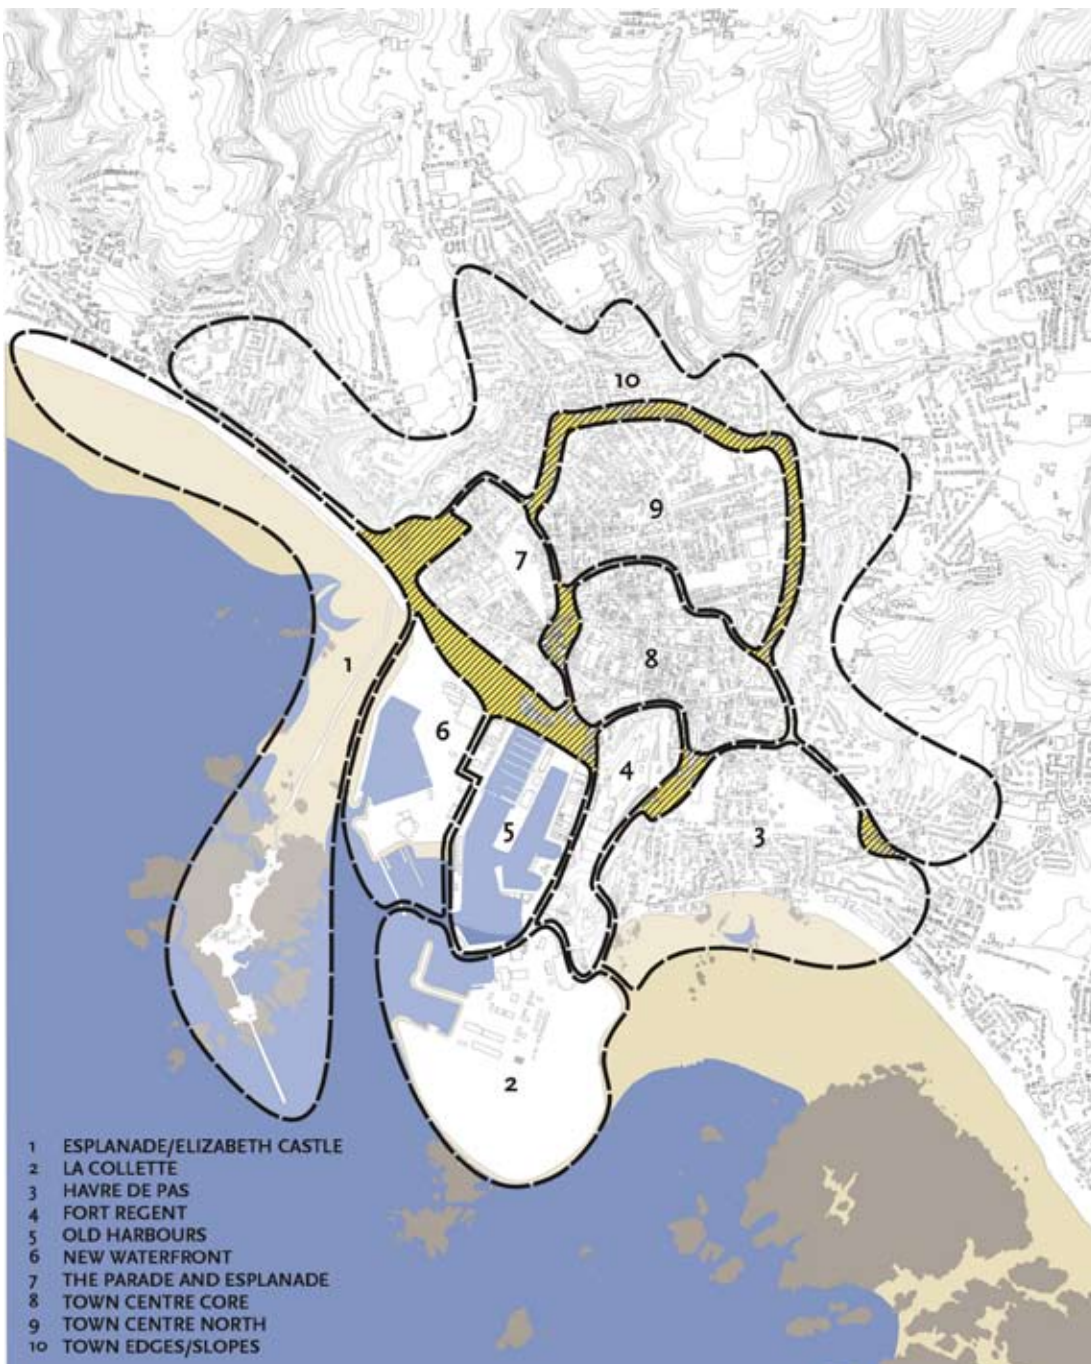 10
9
7
8
1
6
4
5
3
2
1 ESPLANADE/ELIZABETH CASTLE
2 LA COLLETTE
3 HAVRE DE PAS
4 FORT REGENT
5 OLD HARBOURS
6 NEW WATERFRONT
7 THE PARADE AND ESPLANADE
8 TOWN CENTRE CORE
9 TOWN CENTRE NORTH
10 TOWN EDGES/SLOPES